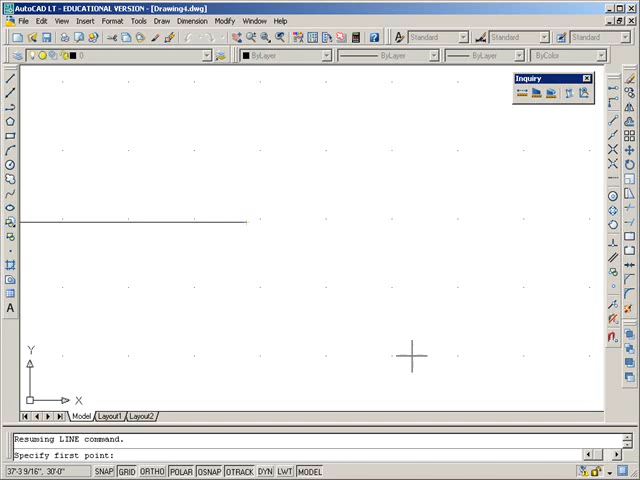 AutoCAD LT - EDUCATIONAL VERSION - [Drawing4.dwg]
File Edit View Insert Format Tools Draw Dimension Modify Window Help
Standard Standard Standard
0 ByLayer ByLayer ByLayer ByColor
Inquiry
A
Y
X
Model Layout1 Layout2
Resuming LINE command.
Specify first point:
37'-3 9/16", 30'-0" SNAP GRID ORTHO POLAR OSNAP OTRACK DYN LWT MODEL